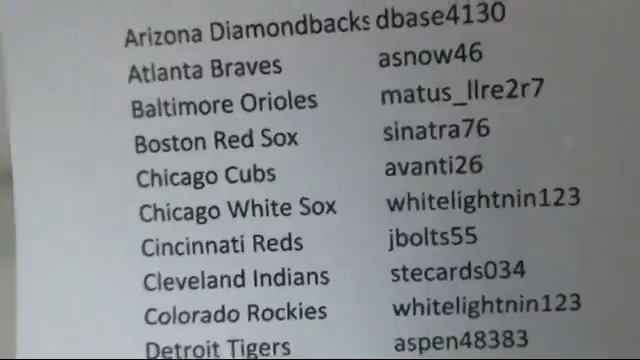 Arizona Diamondbacks dbase4130
Atlanta Braves asnow46
Baltimore Orioles matus_llre2r7
Boston Red Sox sinatra76
Chicago Cubs avanti26
Chicago White Sox whitelightnin123
Cincinnati Reds jbolts55
Cleveland Indians stecards034
Colorado Rockies whitelightnin123
Detroit Tigers aspen48383